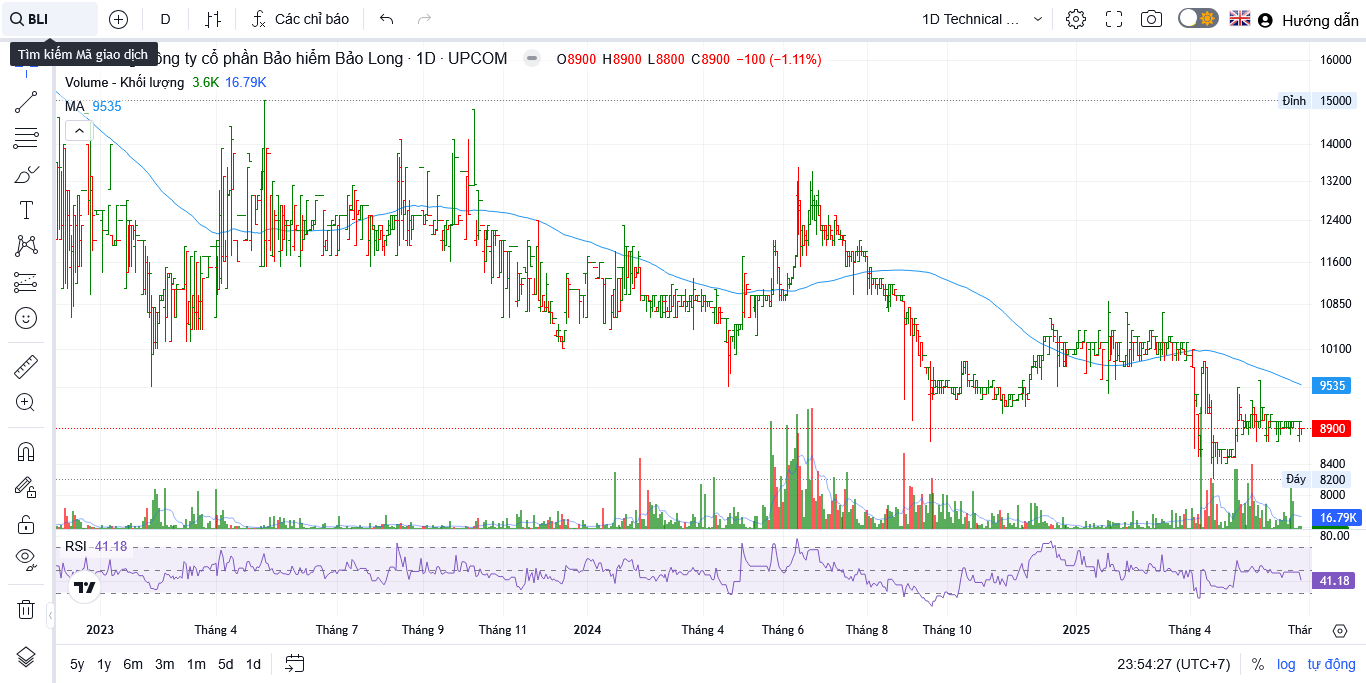 BLI
D
Các chỉ báo
1D Technical ...
Hướng dẫn
Tìm kiếm Mã giao dịch
ông ty cổ phần Bảo hiểm Bảo Long · 1D · UPCOM
O8900 H8900 L8800 C8900 −100 (−1.11%)
Volume - Khối lượng 3.6K 16.79K
MA 9535
16000
Đỉnh 15000
14000
13200
12400
11600
10850
10100
9535
8900
8400
Đáy 8200
8000
16.79K
80.00
RSI 41.18
41.18
2023 Tháng 4 Tháng 7 Tháng 9 Tháng 11 2024 Tháng 4 Tháng 6 Tháng 8 Tháng 10 2025 Tháng 4 Thár
5y 1y 6m 3m 1m 5d 1d
23:54:27 (UTC+7) % log tự động